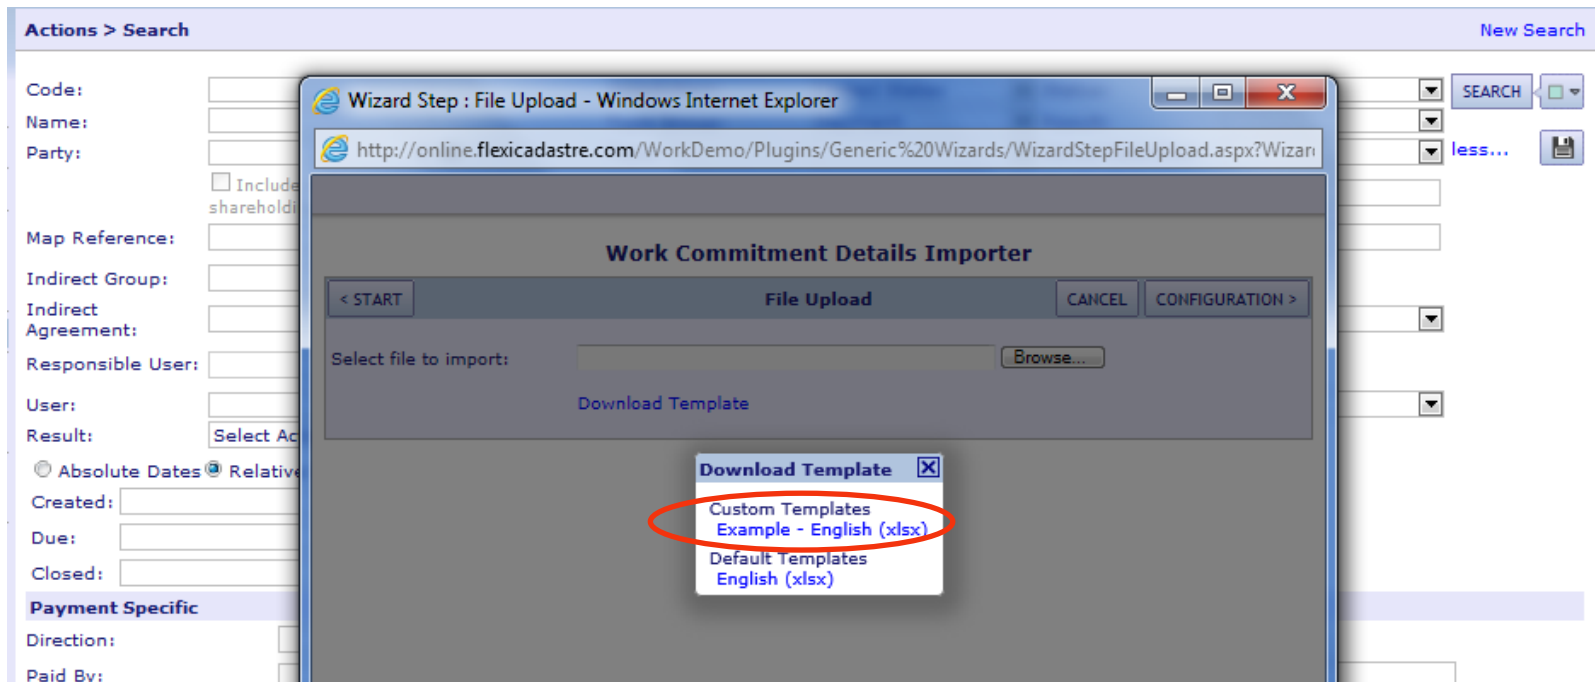 Actions > Search
New Search
Code:
SEARCH
Name:
Party:
less...
Include
shareholdi
Map Reference:
Indirect Group:
Indirect
Agreement:
Responsible User:
User:
Result:
Select Ac
Absolute Dates
Relative
Created:
Due:
Closed:
Payment Specific
Direction:
Paid By:
Wizard Step : File Upload - Windows Internet Explorer
http://online.flexicadastre.com/WorkDemo/Plugins/Generic%20Wizards/WizardStepFileUpload.aspx?Wizar
Work Commitment Details Importer
< START
File Upload
CANCEL
CONFIGURATION >
Select file to import:
Browse...
Download Template
Download Template
Custom Templates
Example - English (xlsx)
Default Templates
English (xlsx)